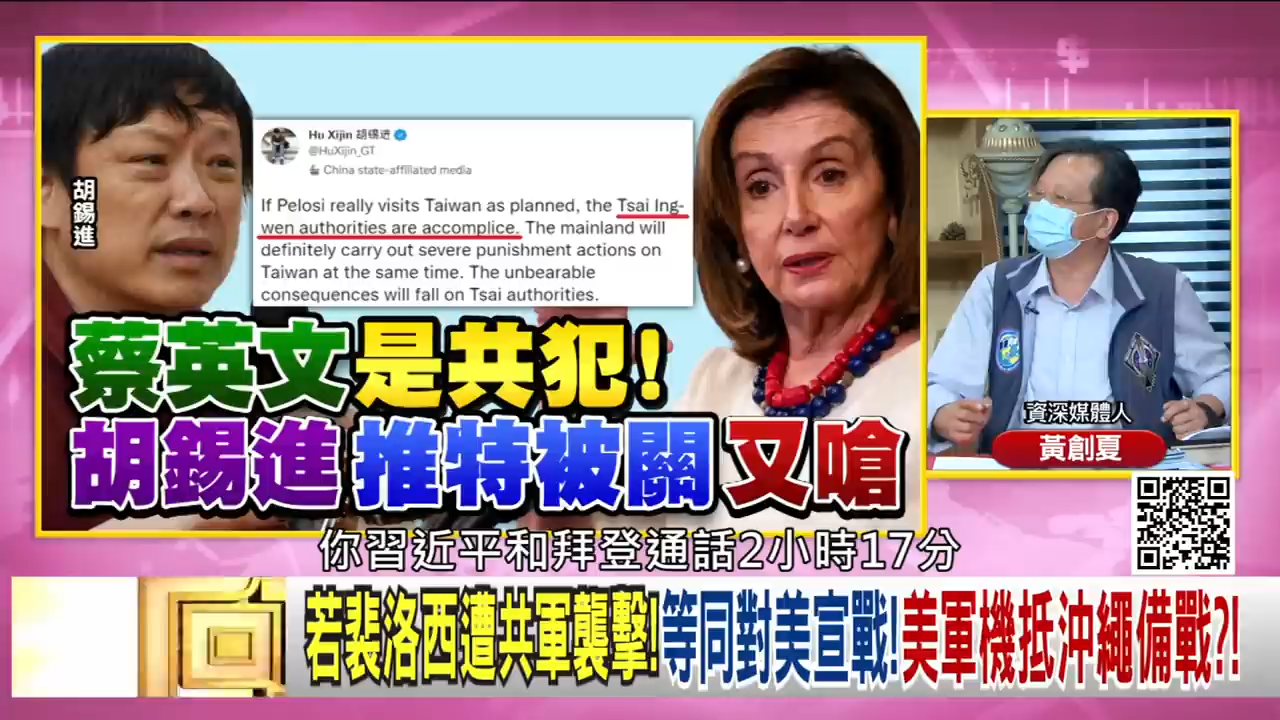 胡錫進
Hu Xijin 胡锡进
@HuXijin_GT
China state-affiliated media
If Pelosi really visits Taiwan as planned, the Tsai Ing-
wen authorities are accomplice. The mainland will
definitely carry out severe punishment actions on
Taiwan at the same time. The unbearable
consequences will fall on Tsai authorities.
蔡英文是共犯!
胡錫進推特被關又嗆
資深媒體人
黃創夏
你習近平和拜登通話2小時17分
若裴洛西遭共軍襲擊!等同對美宣戰!美軍機抵沖繩備戰?!